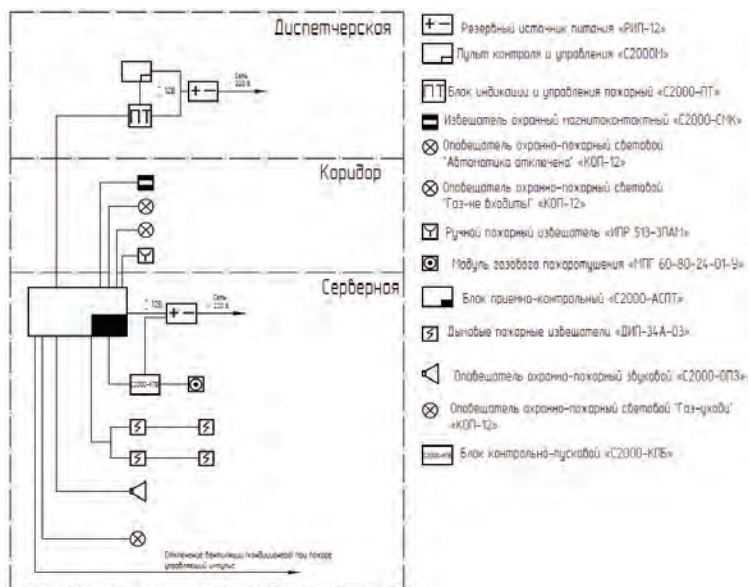 Диспетчерская
Сеть
220 В
12В
ПТ
Коридор
Серверная
12В
Сеть
220 В
С2000-КПБ
Отключение вентиляции (кондиционера) при пожаре
управляющий импульс
Резервный источник питания «РИП-12»
Пульт контроля и управления «С2000М»
ПТ
Блок индикации и управления пожарный «С2000-ПТ»
Извещатель охранный магнитоконтактный «С2000-СМК»
Оповещатель охранно-пожарный световой
"Автоматика отключена" «КОП-12»
Оповещатель охранно-пожарный световой
"Газ-не входить!" «КОП-12»
Ручной пожарный извещатель «ИПР 513-3ПАМ»
Модуль газового пожаротушения «МПГ 60-80-24-01-У»
Блок приемно-контрольный «С2000-АСПТ»
Дымовые пожарные извещатели «ДИП-34А-03»
Оповещатель охранно-пожарный звуковой «С2000-ОПЗ»
Оповещатель охранно-пожарный световой "Газ-уходи"
«КОП-12»
С2000-КПБ
Блок контрольно-пусковой «С2000-КПБ»